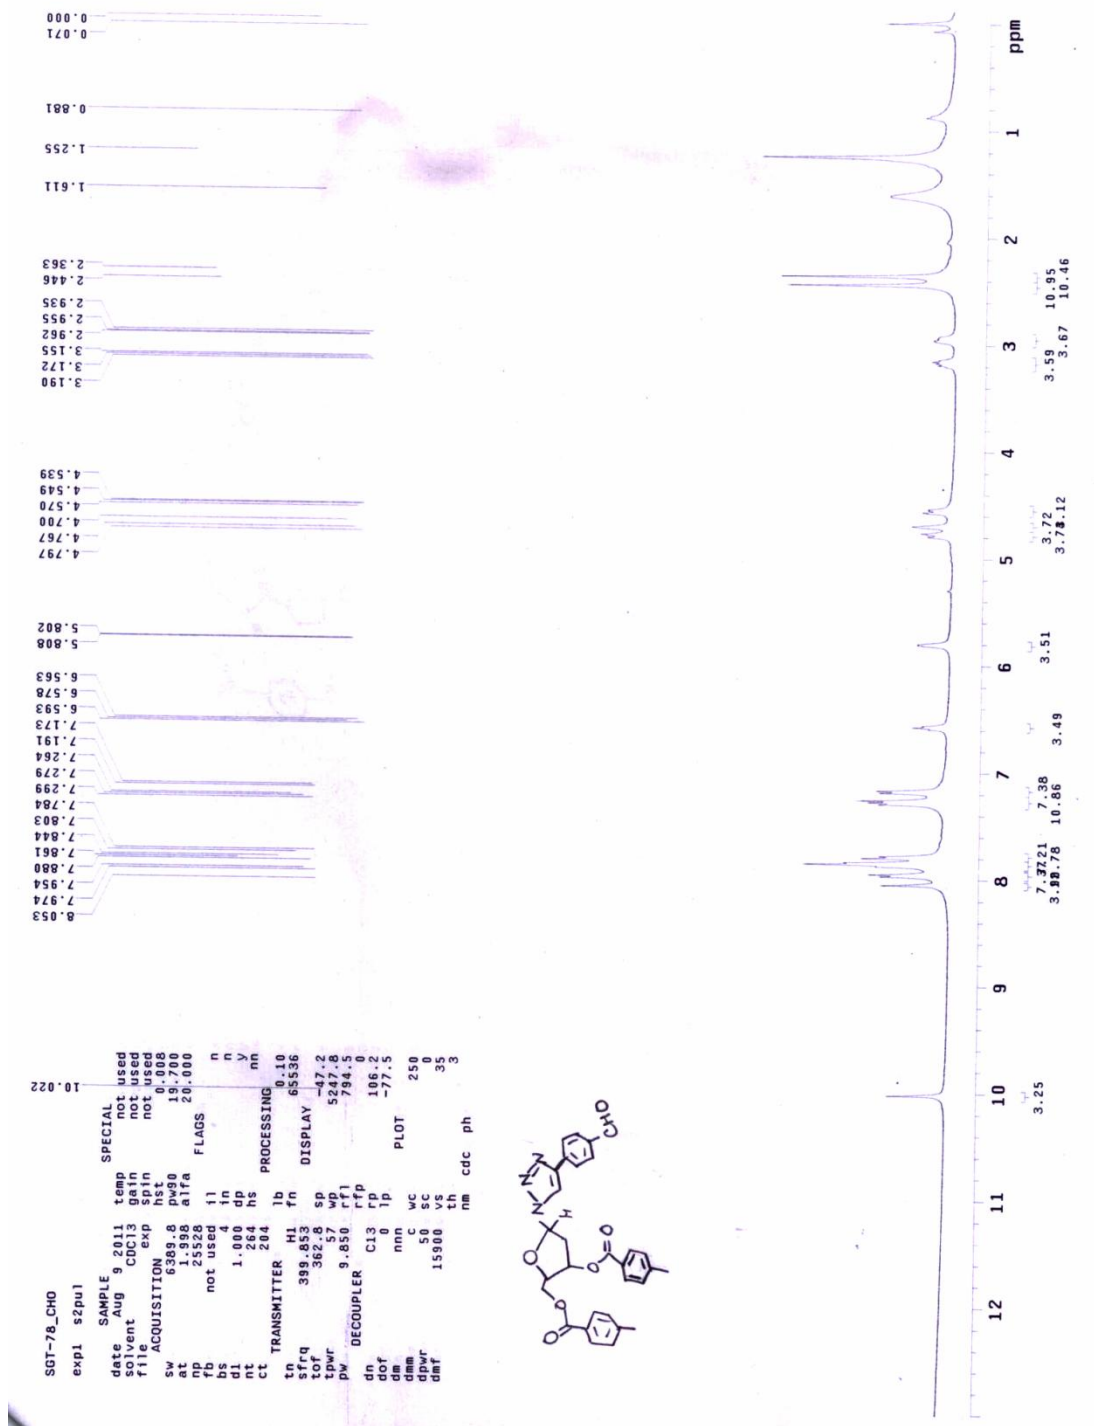 SGT-78_CHO
exp1 s2pul
SAMPLE SPECIAL
date Aug 9 2011 temp not used
solvent CDCl3 gain not used
file exp spin not used
ACQUISITION hst 0.008
sw 6389.8 pw90 19.700
at 1.998 alfa 20.000
np 25528 FLAGS
fb not used il n
bs 4 in n
d1 1.000 dp y
nt 264 hs nn
ct 204 PROCESSING
TRANSMITTER lb 0.10
tn H1 fn 65536
sfrq 399.853 DISPLAY
tof 362.8 sp -47.2
tpwr 57 wp 5247.8
pw 9.850 rfl 794.5
DECOUPLER rfp 0
dn C13 rp 106.2
dof 0 lp -77.5
dm nnn PLOT
dmm c wc 250
dpwr 50 sc 0
dmf 15900 vs 35
th 3
nm cdc ph
10.022
8.053
7.974
7.954
7.880
7.861
7.844
7.803
7.784
7.299
7.279
7.264
7.191
7.173
6.593
6.578
6.563
5.808
5.802
4.797
4.767
4.700
4.570
4.549
4.539
3.190
3.172
3.155
2.962
2.955
2.935
2.446
2.363
1.611
1.255
0.881
0.071
0.000
O
O
O
O
O
H
N
N
N
CHO
12 11 10 9 8 7 6 5 4 3 2 1 ppm
3.25
7.38
10.86
3.49
3.51
3.72
3.59
3.67
10.95
10.46